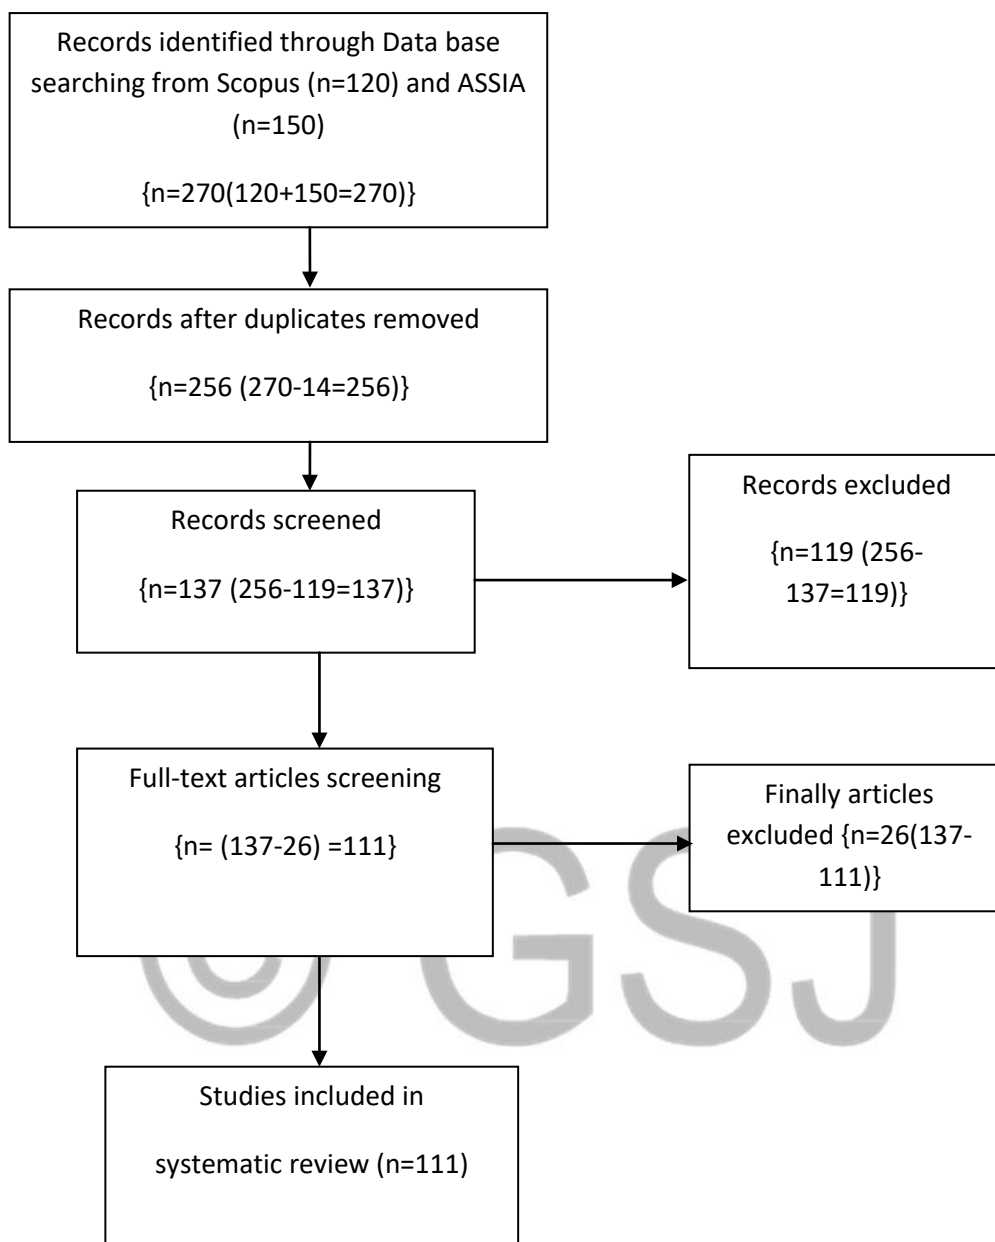 Records identified through Data base
searching from Scopus (n=120) and ASSIA
(n=150)
{n=270(120+150=270)}
Records after duplicates removed
{n=256 (270-14=256)}
Records screened
{n=137 (256-119=137)}
Records excluded
{n=119 (256-
137=119)}
Full-text articles screening
{n= (137-26) =111}
Finally articles
excluded {n=26(137-
111)}
© GSJ
Studies included in
systematic review (n=111)